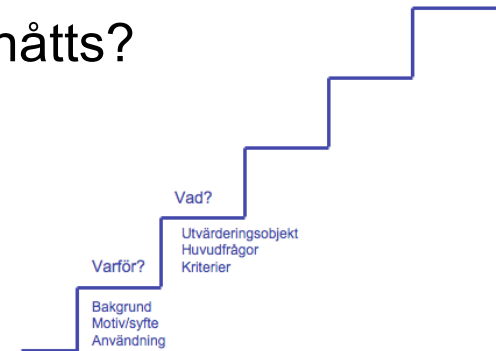 nåtts?
Vad?
Utvärderingsobjekt
Huvudfrågor
Kriterier
Varför?
Bakgrund
Motiv/syfte
Användning